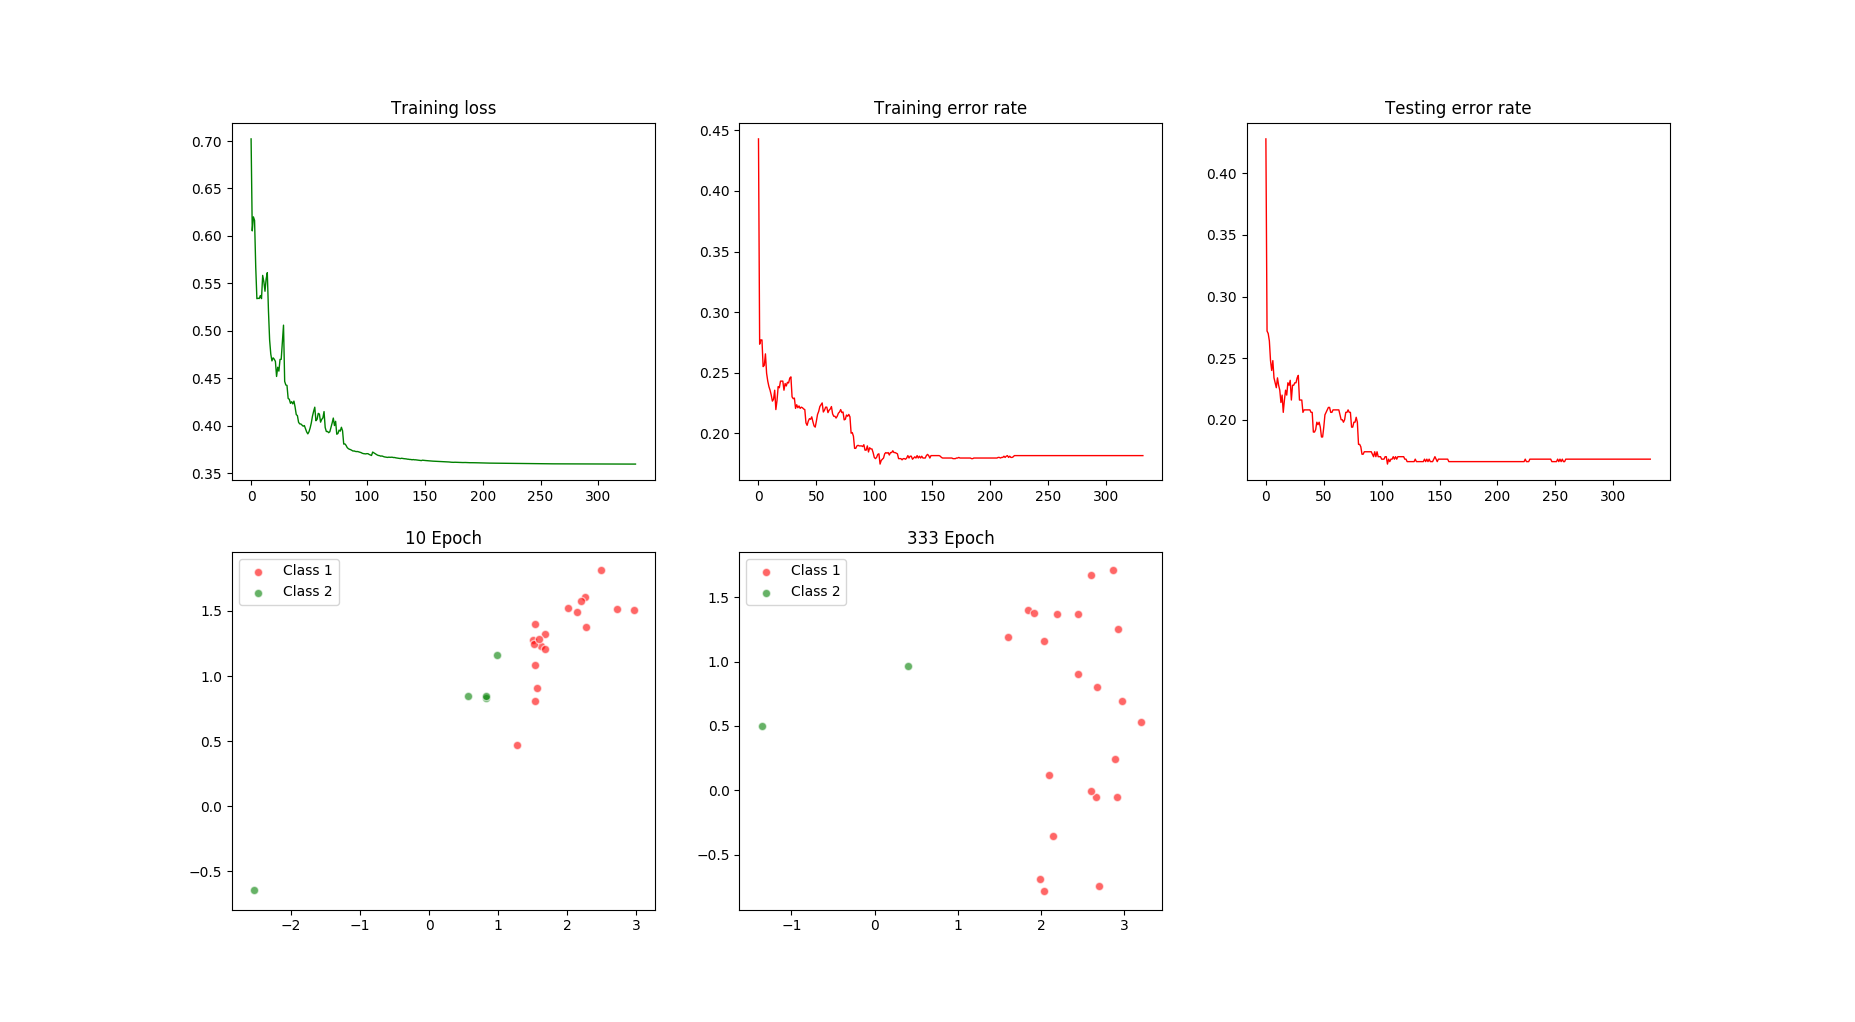 Training loss
0.70
0.65
0.60
0.55
0.50
0.45
0.40
0.35
0 50 100 150 200 250 300
Training error rate
0.45
0.40
0.35
0.30
0.25
0.20
0 50 100 150 200 250 300
Testing error rate
0.40
0.35
0.30
0.25
0.20
0 50 100 150 200 250 300
10 Epoch
Class 1
Class 2
1.5
1.0
0.5
0.0
−0.5
−2 −1 0 1 2 3
333 Epoch
Class 1
Class 2
1.5
1.0
0.5
0.0
−0.5
−1 0 1 2 3